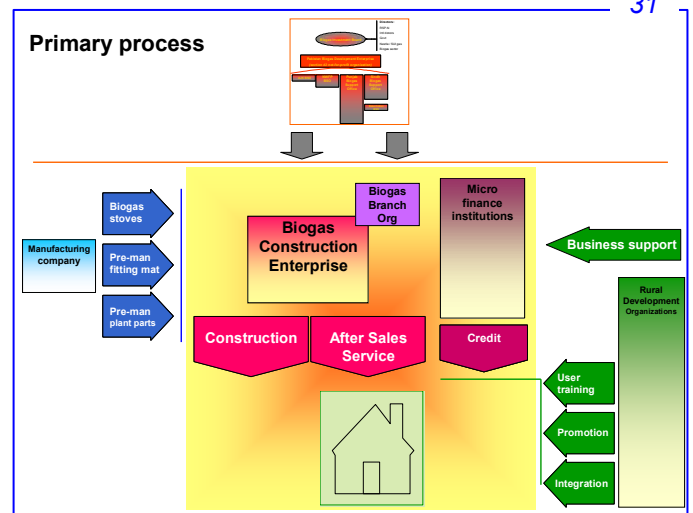 31
Primary process
Biogas
stoves
Manufacturing
company
Pre-man
fitting mat
Pre-man
plant parts
Biogas
Construction
Enterprise
Biogas
Branch
Org
Micro
finance
institutions
Construction
After Sales
Service
Credit
Business support
Rural
Development
Organizations
User
training
Promotion
Integration